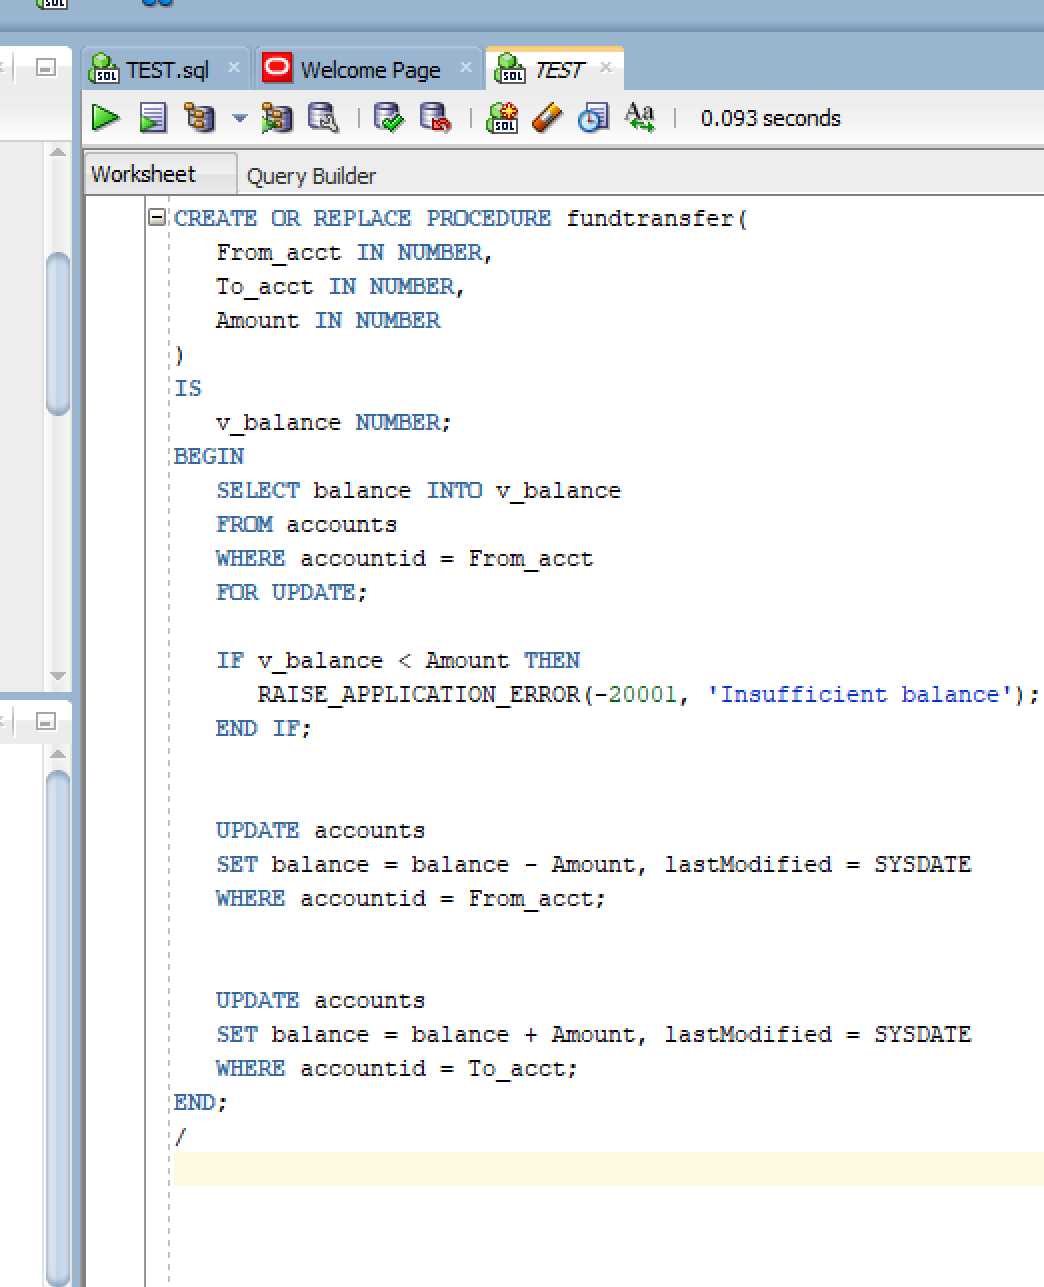 TEST.sql
Welcome Page
TEST
0.093 seconds
Worksheet
Query Builder
CREATE OR REPLACE PROCEDURE fundtransfer(
From_acct IN NUMBER,
To_acct IN NUMBER,
Amount IN NUMBER
)
IS
v_balance NUMBER;
BEGIN
SELECT balance INTO v_balance
FROM accounts
WHERE accountid = From_acct
FOR UPDATE;
IF v_balance < Amount THEN
RAISE_APPLICATION_ERROR(-20001, 'Insufficient balance');
END IF;
UPDATE accounts
SET balance = balance - Amount, lastModified = SYSDATE
WHERE accountid = From_acct;
UPDATE accounts
SET balance = balance + Amount, lastModified = SYSDATE
WHERE accountid = To_acct;
END;
/